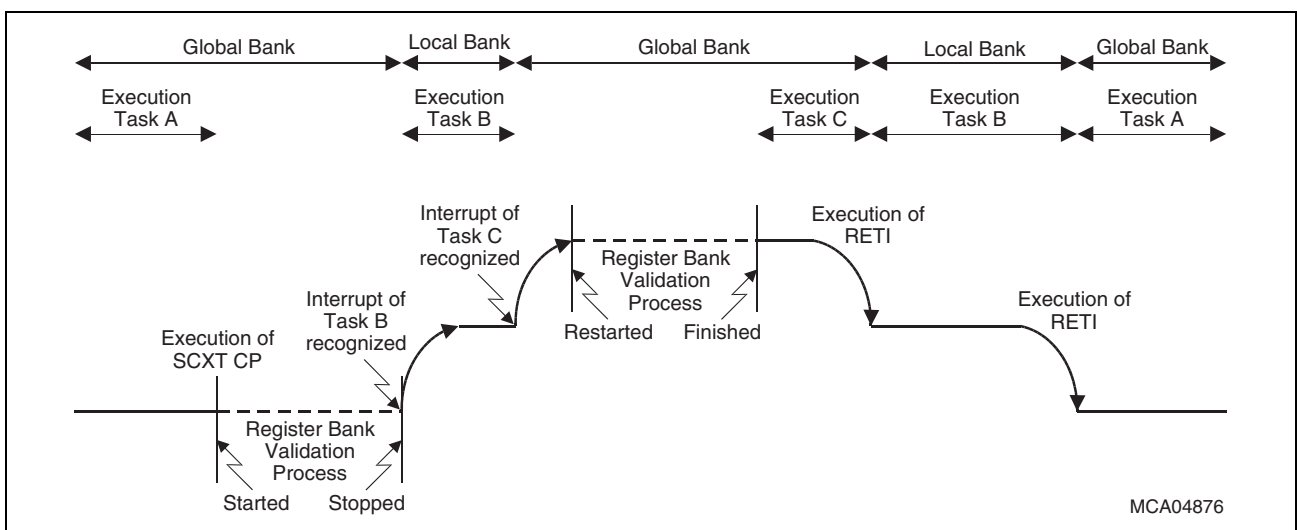 Global Bank
Local Bank
Global Bank
Local Bank
Global Bank
Execution
Task A
Execution
Task B
Execution
Task C
Execution
Task B
Execution
Task A
Interrupt of
Task C
recognized
Execution of
RETI
Register Bank
Validation
Process
Restarted
Finished
Interrupt of
Task B
recognized
Execution of
RETI
Execution of
SCXT CP
Register Bank
Validation
Process
Started
Stopped
MCA04876